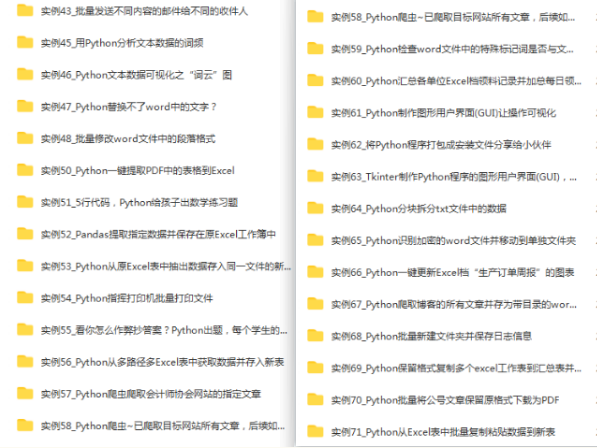 实例43_批量发送不同内容的邮件给不同的收件人
实例45_用Python分析文本数据的词频
实例46_Python文本数据可视化之“词云”图
实例47_Python替换不了word中的文字？
实例48_批量修改word文件中的段落格式
实例50_Python一键提取PDF中的表格到Excel
实例51_5行代码，Python给孩子出数学练习题
实例52_Pandas提取指定数据并保存在原Excel工作簿中
实例53_Python从原Excel表中抽出数据存入同一文件的新...
实例54_Python指挥打印机批量打印文件
实例55_看你怎么作弊抄答案？Python出题，每个学生的...
实例56_Python从多路径多Excel表中获取数据并存入新表
实例57_Python爬虫爬取会计师协会网站的指定文章
实例58_Python爬虫~已爬取目标网站所有文章，后续如...
实例58_Python爬虫~已爬取目标网站所有文章，后续如...
实例59_Python检查word文件中的特殊标记词是否与文...
实例60_Python汇总各单位Excel档领料记录并加总每日领...
实例61_Python制作图形用户界面(GUI)让操作可视化
实例62_将Python程序打包成安装文件分享给小伙伴
实例63_Tkinter制作Python程序的图形用户界面(GUI)，...
实例64_Python分块拆分txt文件中的数据
实例65_Python识别加密的word文件并移动到单独文件夹
实例66_Python一键更新Excel档“生产订单周报”的图表
实例67_Python爬取博客的所有文章并存为带目录的wor...
实例68_Python批量新建文件夹并保存日志信息
实例69_Python保留格式复制多个excel工作表到汇总表并...
实例70_Python批量将公号文章保留原格式下载为PDF
实例71_Python从Excel表中批量复制粘贴数据到新表